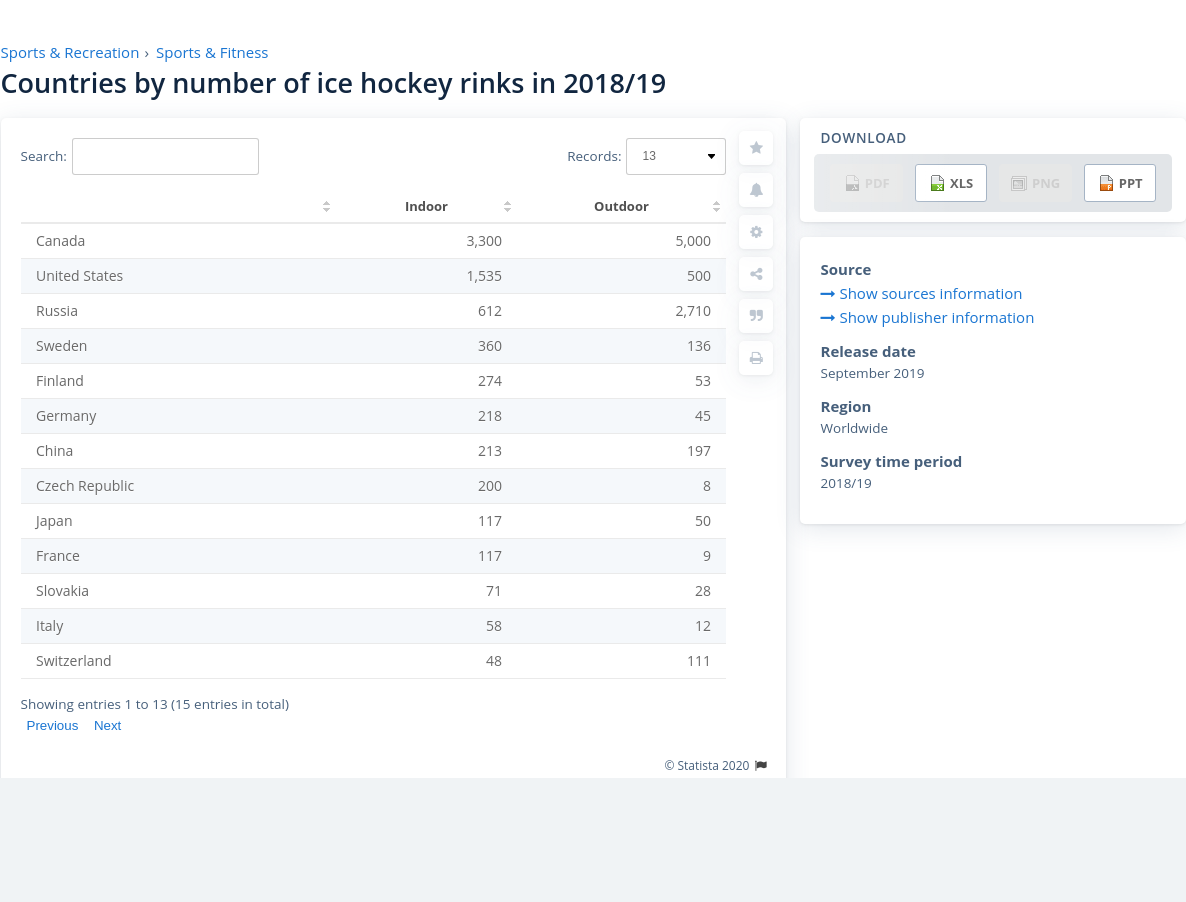 Sports & Recreation › Sports & Fitness
Countries by number of ice hockey rinks in 2018/19
Search: Records: 13
Indoor Outdoor
Canada 3,300 5,000
United States 1,535 500
Russia 612 2,710
Sweden 360 136
Finland 274 53
Germany 218 45
China 213 197
Czech Republic 200 8
Japan 117 50
France 117 9
Slovakia 71 28
Italy 58 12
Switzerland 48 111
Showing entries 1 to 13 (15 entries in total)
Previous Next
© Statista 2020
DOWNLOAD
PDF XLS PNG PPT
Source
Show sources information
Show publisher information
Release date
September 2019
Region
Worldwide
Survey time period
2018/19